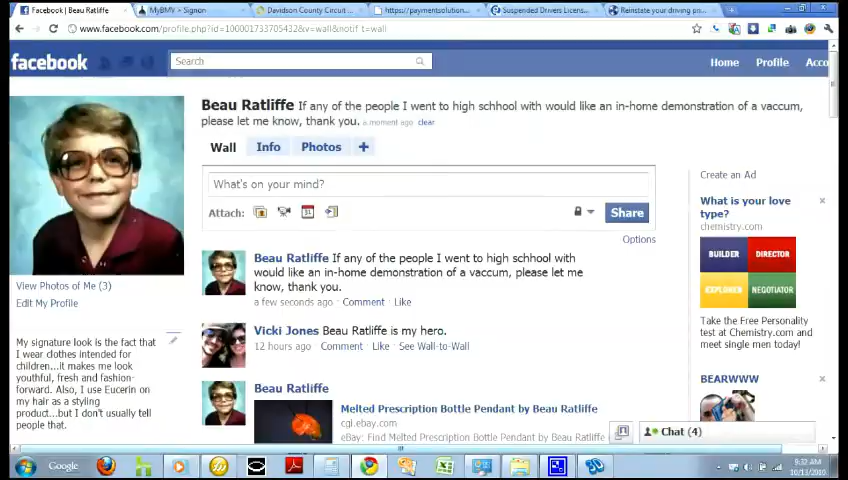 Facebook | Beau Ratliffe
MyBMV - Signon
Davidson County Circuit
https://paymentsolution...
Suspended Drivers Licens...
Reinstate your driving pr...
www.facebook.com/profile.php?id=100001733705432&v=wall&notif t=wall
facebook
Search
Home
Profile
Acco
Beau Ratliffe If any of the people I went to high schhool with would like an in-home demonstration of a vaccum,
please let me know, thank you. a moment ago clear
Wall
Info
Photos
+
What's on your mind?
Attach:
31
Share
Options
Create an Ad
What is your love
type?
chemistry.com
BUILDER
DIRECTOR
EXPLORER
NEGOTIATOR
Take the Free Personality
test at Chemistry.com and
meet single men today!
BEARWWW
View Photos of Me (3)
Edit My Profile
My signature look is the fact that
I wear clothes intended for
children...it makes me look
youthful, fresh and fashion-
forward. Also, I use Eucerin on
my hair as a styling
product...but I don't usually tell
people that.
Beau Ratliffe If any of the people I went to high schhool with
would like an in-home demonstration of a vaccum, please let me
know, thank you.
a few seconds ago · Comment · Like
Vicki Jones Beau Ratliffe is my hero.
12 hours ago · Comment · Like · See Wall-to-Wall
Beau Ratliffe
Melted Prescription Bottle Pendant by Beau Ratliffe
cgi.ebay.com
eBay: Find Melted Prescription Bottle Pendant by Beau Ratliffe
Chat (4)
Google
9:32 AM
10/13/2010